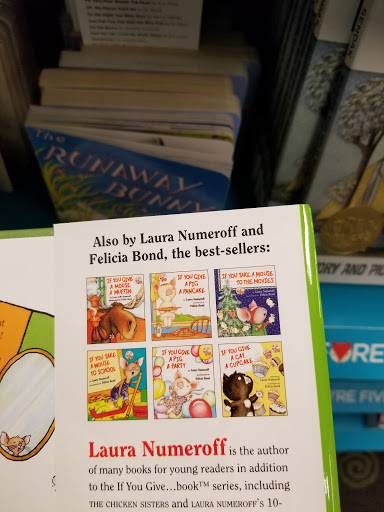 The
RUNAWAY
BUNNY
Also by Laura Numeroff and
Felicia Bond, the best-sellers:
IF YOU GIVE
A MOOSE
A MUFFIN
IF YOU GIVE
A PIG
A PANCAKE
IF YOU TAKE A MOUSE
TO THE MOVIES
IF YOU TAKE
A MOUSE TO
SCHOOL
IF YOU GIVE
A PIG
A PARTY
IF YOU GIVE
A CAT
A CUPCAKE
Laura Numeroff is the author
of many books for young readers in addition
to the If You Give...book™ series, including
THE CHICKEN SISTERS and LAURA NUMEROFF'S 10-